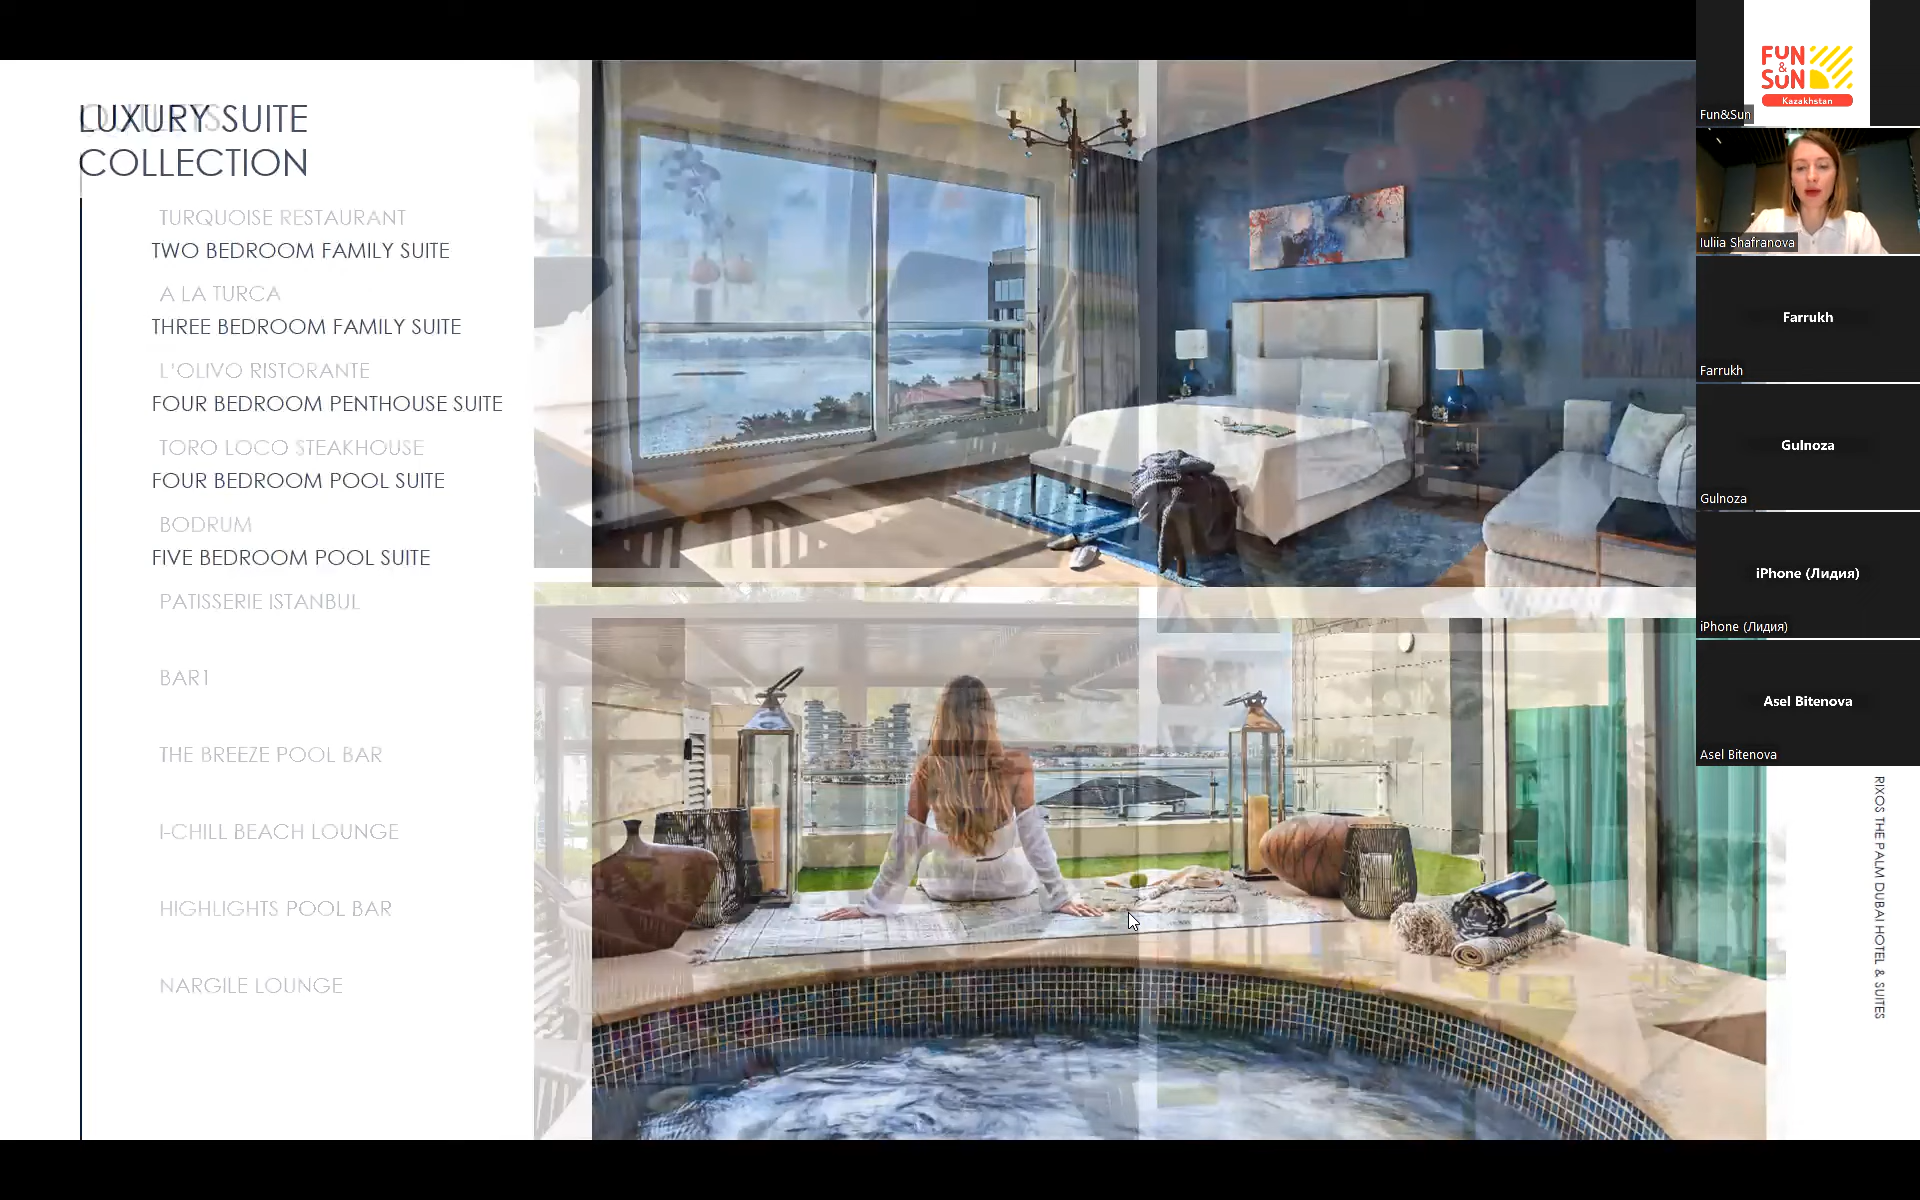 LUXURY SUITE
COLLECTION
OUTLETS
TURQUOISE RESTAURANT
TWO BEDROOM FAMILY SUITE
A LA TURCA
THREE BEDROOM FAMILY SUITE
L'OLIVO RISTORANTE
FOUR BEDROOM PENTHOUSE SUITE
TORO LOCO STEAKHOUSE
FOUR BEDROOM POOL SUITE
BODRUM
FIVE BEDROOM POOL SUITE
PATISSERIE ISTANBUL
BAR1
THE BREEZE POOL BAR
I-CHILL BEACH LOUNGE
HIGHLIGHTS POOL BAR
NARGILE LOUNGE
RIXOS THE PALM DUBAI HOTEL & SUITES
FUN
&
SUN
Kazakhstan
Fun&Sun
Iuliia Shafranova
Farrukh
Farrukh
Gulnoza
Gulnoza
iPhone (Лидия)
iPhone (Лидия)
Asel Bitenova
Asel Bitenova